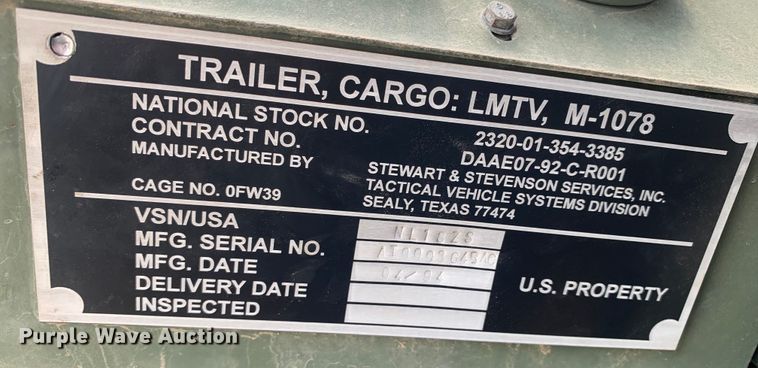 TRAILER, CARGO: LMTV, M-1078
NATIONAL STOCK NO. 2320-01-354-3385
CONTRACT NO. DAAE07-92-C-R001
MANUFACTURED BY STEWART & STEVENSON SERVICES, INC.
TACTICAL VEHICLE SYSTEMS DIVISION
CAGE NO. 0FW39 SEALY, TEXAS 77474
VSN/USA
MFG. SERIAL NO.
MFG. DATE 04/94
DELIVERY DATE U.S. PROPERTY
INSPECTED
Purple Wave Auction